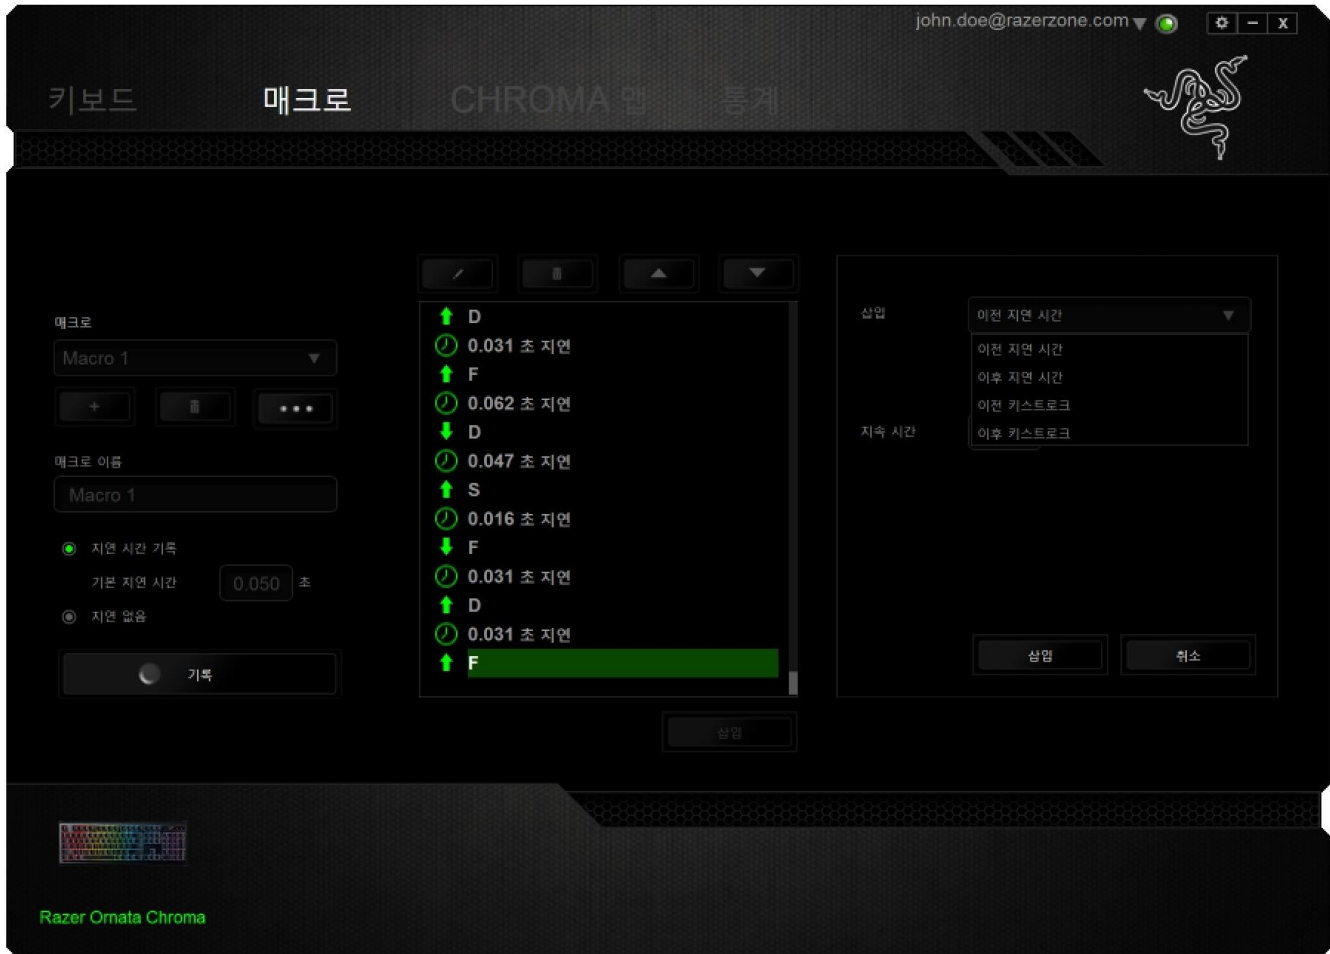 john.doe@razerzone.com
키보드
매크로
CHROMA 앱
통계
매크로
Macro 1
매크로 이름
Macro 1
지연 시간 기록
기본 지연 시간 0.050 초
지연 없음
기록
D
0.031 초 지연
F
0.062 초 지연
D
0.047 초 지연
S
0.016 초 지연
F
0.031 초 지연
D
0.031 초 지연
F
삽입
삽입
이전 지연 시간
이전 지연 시간
이후 지연 시간
이전 키스트로크
이후 키스트로크
지속 시간
삽입
취소
Razer Ornata Chroma